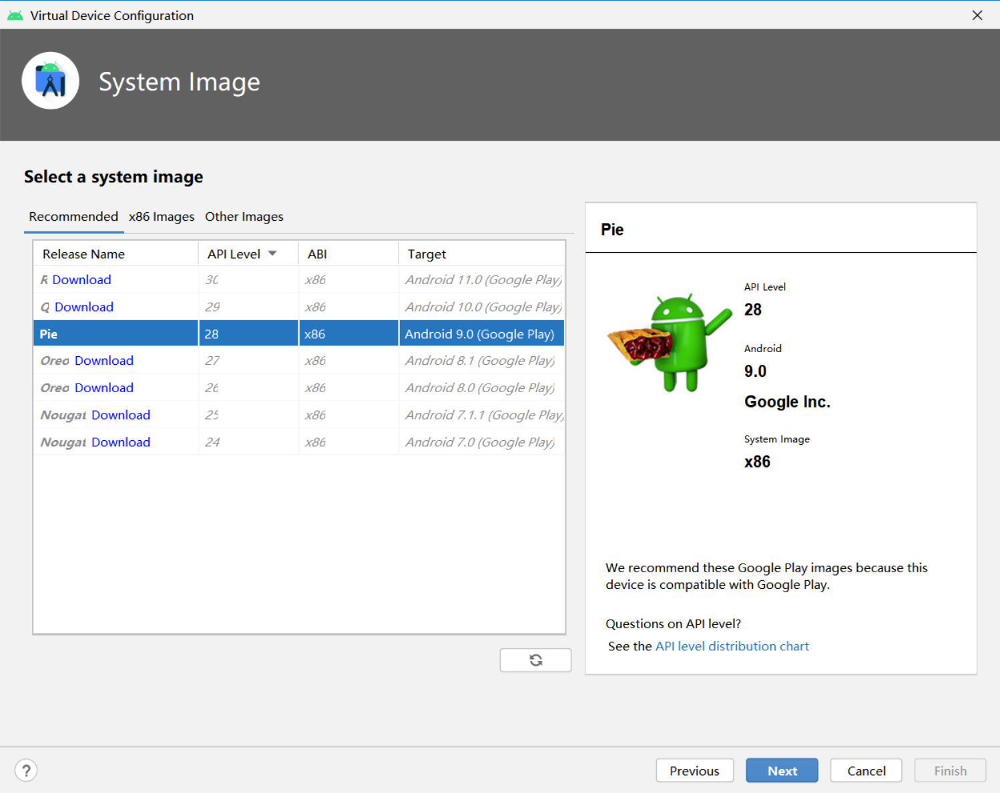 Virtual Device Configuration
System Image
Select a system image
Recommended x86 Images Other Images
Release Name API Level ABI Target
R Download 30 x86 Android 11.0 (Google Play)
Q Download 29 x86 Android 10.0 (Google Play)
Pie 28 x86 Android 9.0 (Google Play)
Oreo Download 27 x86 Android 8.1 (Google Play)
Oreo Download 26 x86 Android 8.0 (Google Play)
Nougat Download 25 x86 Android 7.1.1 (Google Play)
Nougat Download 24 x86 Android 7.0 (Google Play)
Pie
API Level
28
Android
9.0
Google Inc.
System Image
x86
We recommend these Google Play images because this
device is compatible with Google Play.
Questions on API level?
See the API level distribution chart
? Previous Next Cancel Finish